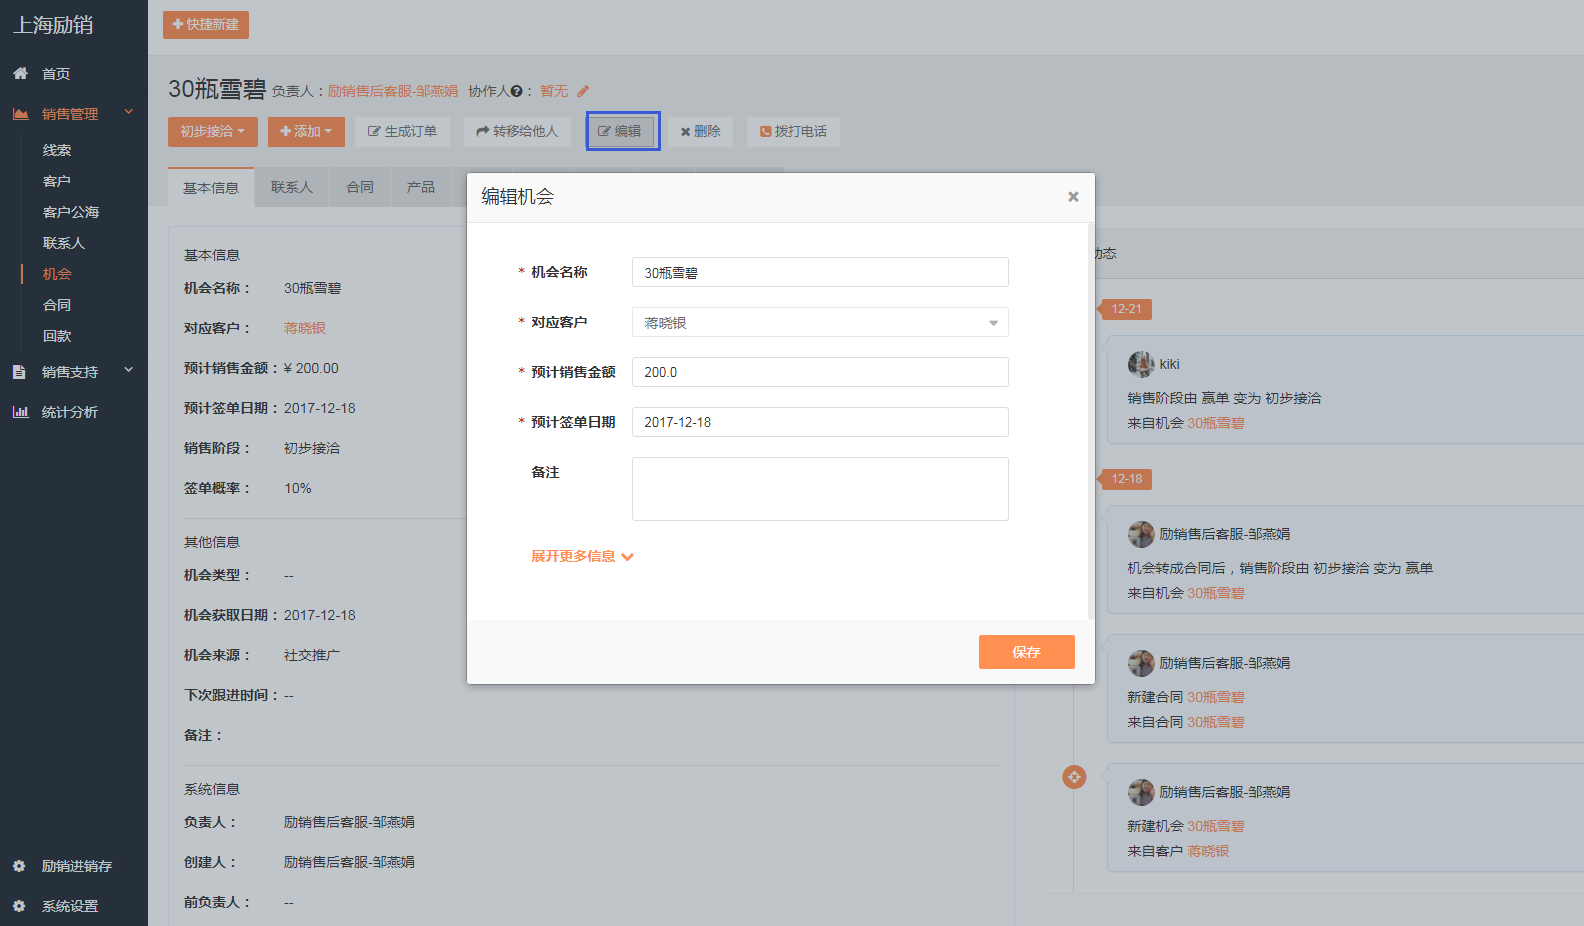 上海励销
首页
销售管理
线索
客户
客户公海
联系人
机会
合同
回款
销售支持
统计分析
励销进销存
系统设置
快捷新建
30瓶雪碧 负责人：励销售后客服-邹燕娟 协作人?： 暂无
初步接洽 添加 生成订单 转移给他人 编辑 删除 拨打电话
基本信息 联系人 合同 产品
基本信息
机会名称： 30瓶雪碧
对应客户： 蒋晓银
预计销售金额：¥ 200.00
预计签单日期：2017-12-18
销售阶段： 初步接洽
签单概率： 10%
其他信息
机会类型： --
机会获取日期：2017-12-18
机会来源： 社交推广
下次跟进时间：--
备注：
系统信息
负责人： 励销售后客服-邹燕娟
创建人： 励销售后客服-邹燕娟
前负责人： --
编辑机会 ×
* 机会名称 30瓶雪碧
* 对应客户 蒋晓银
* 预计销售金额 200.0
* 预计签单日期 2017-12-18
备注
展开更多信息
保存
动态
12-21
kiki
销售阶段由 赢单 变为 初步接洽
来自机会 30瓶雪碧
12-18
励销售后客服-邹燕娟
机会转成合同后，销售阶段由 初步接洽 变为 赢单
来自机会 30瓶雪碧
励销售后客服-邹燕娟
新建合同 30瓶雪碧
来自合同 30瓶雪碧
励销售后客服-邹燕娟
新建机会 30瓶雪碧
来自客户 蒋晓银